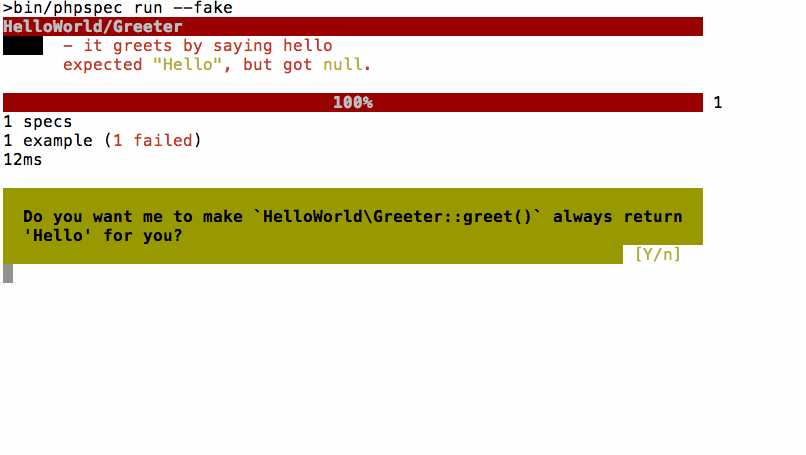 >bin/phpspec run --fake
HelloWorld/Greeter
- it greets by saying hello
expected "Hello", but got null.
100% 1
1 specs
1 example (1 failed)
12ms
Do you want me to make `HelloWorld\Greeter::greet()` always return
'Hello' for you?
[Y/n]